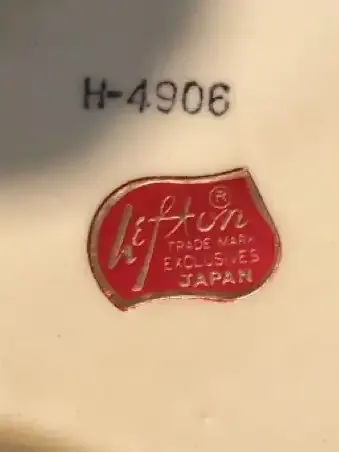 H-4906
Lefton ®
TRADE MARK
EXCLUSIVES
JAPAN